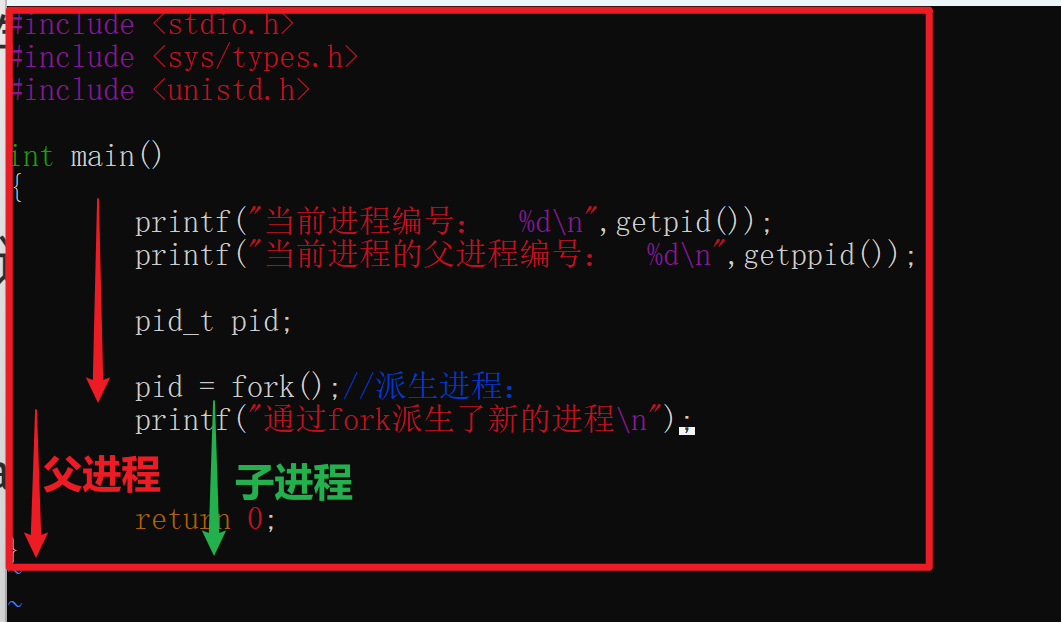 #include <stdio.h>
#include <sys/types.h>
#include <unistd.h>
int main()
{
printf("当前进程编号：  %d\n",getpid());
printf("当前进程的父进程编号：  %d\n",getppid());
pid_t pid;
pid = fork();//派生进程：
printf("通过fork派生了新的进程\n");
父进程
子进程
return 0;
}
~
~